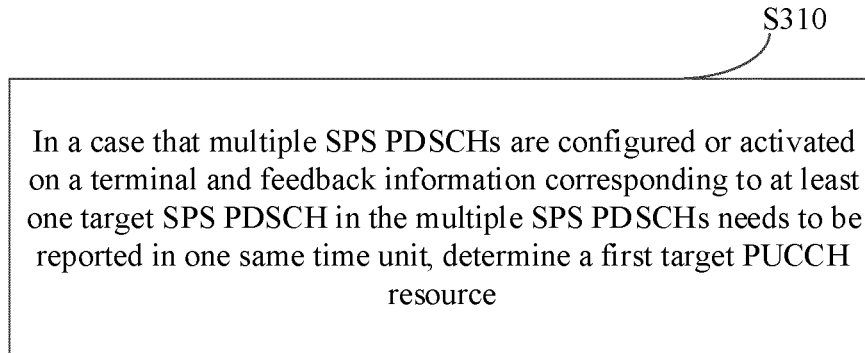 S310
In a case that multiple SPS PDSCHs are configured or activated
on a terminal and feedback information corresponding to at least
one target SPS PDSCH in the multiple SPS PDSCHs needs to be
reported in one same time unit, determine a first target PUCCH
resource